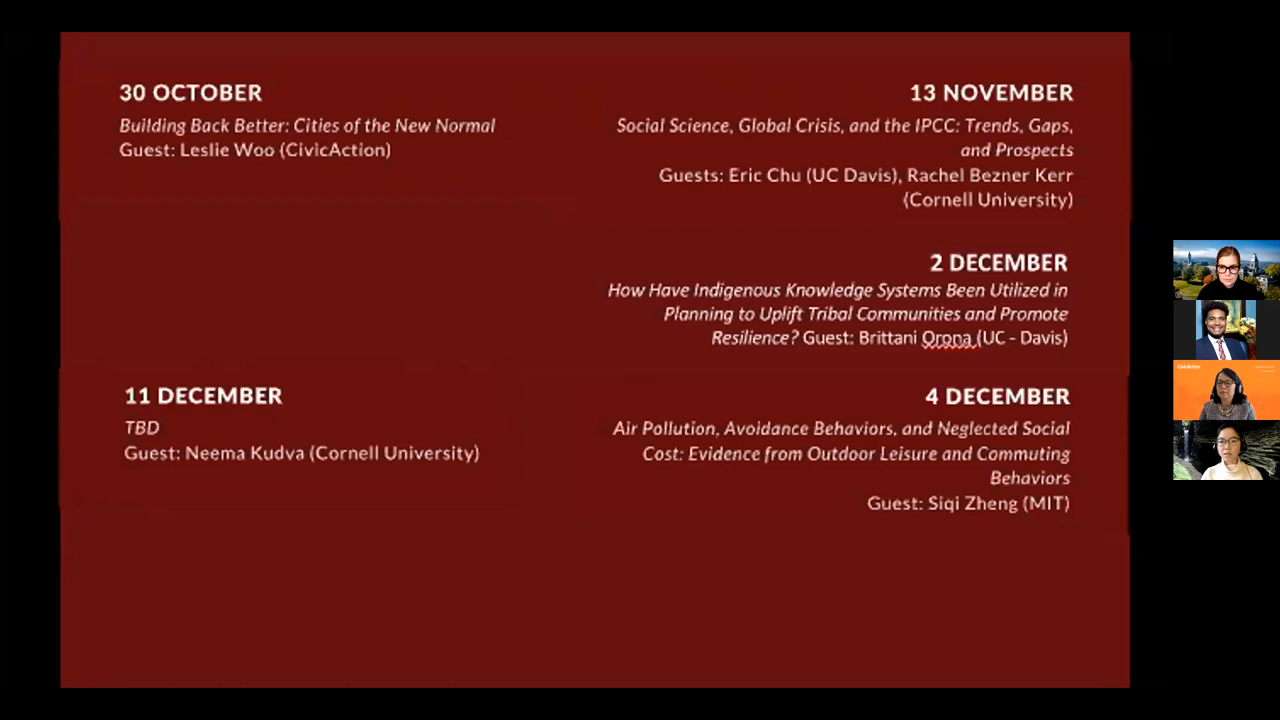 30 OCTOBER
Building Back Better: Cities of the New Normal
Guest: Leslie Woo (CivicAction)
13 NOVEMBER
Social Science, Global Crisis, and the IPCC: Trends, Gaps,
and Prospects
Guests: Eric Chu (UC Davis), Rachel Bezner Kerr
(Cornell University)
2 DECEMBER
How Have Indigenous Knowledge Systems Been Utilized in
Planning to Uplift Tribal Communities and Promote
Resilience? Guest: Brittani Orona (UC - Davis)
11 DECEMBER
TBD
Guest: Neema Kudva (Cornell University)
4 DECEMBER
Air Pollution, Avoidance Behaviors, and Neglected Social
Cost: Evidence from Outdoor Leisure and Commuting
Behaviors
Guest: Siqi Zheng (MIT)
CivicAction